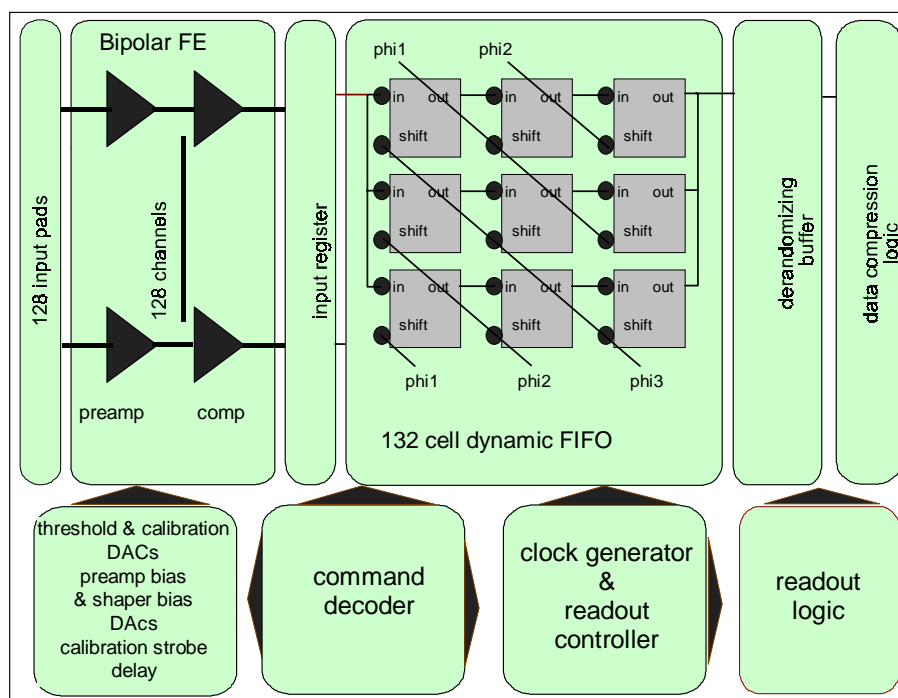 Bipolar FE
phi1
phi2
in out
shift
in out
shift
in out
shift
in out
shift
in out
shift
in out
shift
in out
shift
in out
shift
in out
shift
phi1
phi2
phi3
128 input pads
128 channels
preamp
comp
input register
132 cell dynamic FIFO
derandomizing
buffer
data compression
logic
threshold & calibration
DACs
preamp bias
& shaper bias
DAcs
calibration strobe
delay
command
decoder
clock generator
&
readout
controller
readout
logic